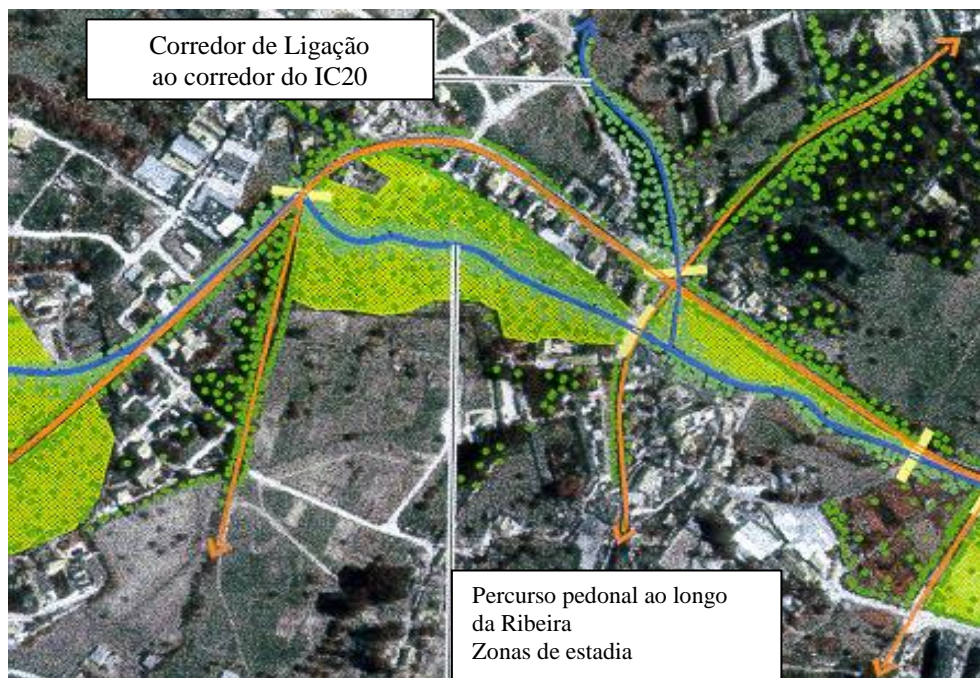 Corredor de Ligação
ao corredor do IC20
Percurso pedonal ao longo
da Ribeira
Zonas de estadia